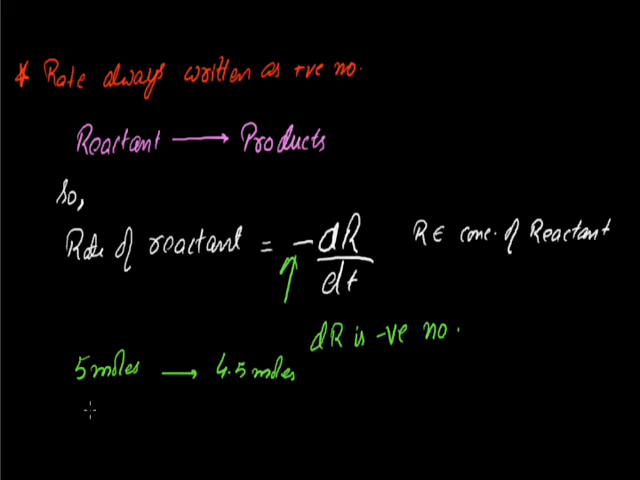 * Rate always written as +ve no.
Reactant → Products
so,
Rate of reactant = -dR/dt R ∈ conc. of Reactant
dR is -ve no.
5 moles → 4.5 moles